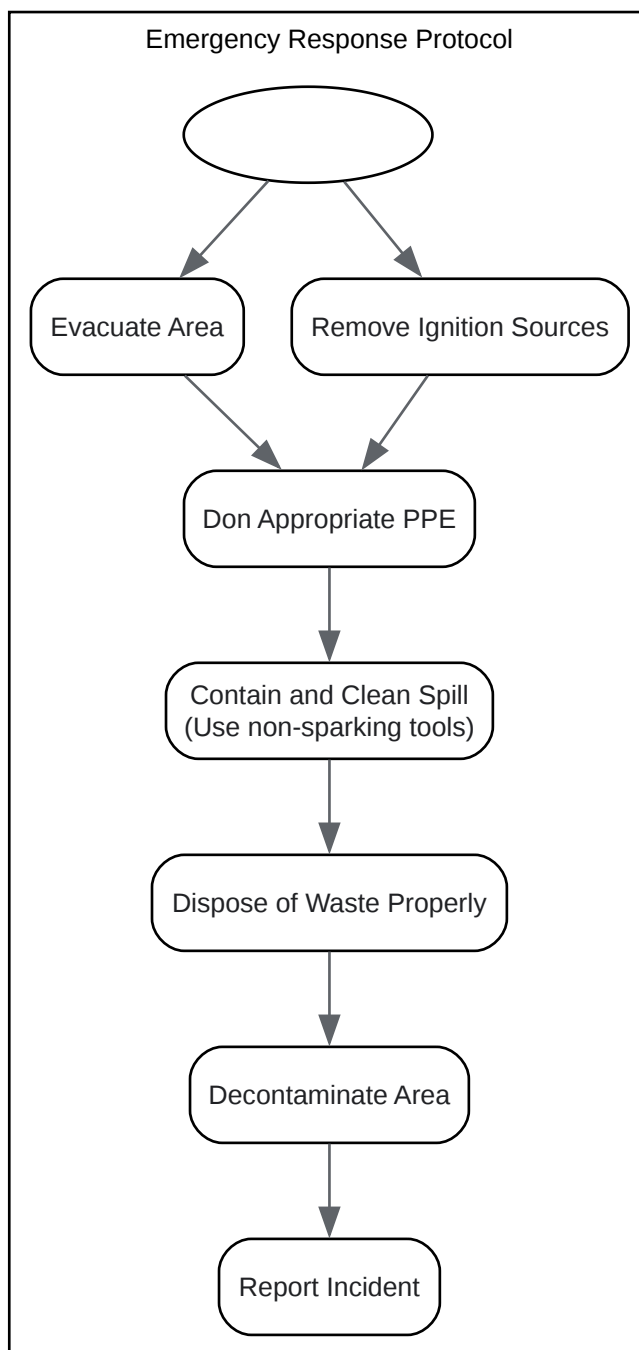 Emergency Response Protocol
Evacuate Area
Remove Ignition Sources
Don Appropriate PPE
Contain and Clean Spill
(Use non-sparking tools)
Dispose of Waste Properly
Decontaminate Area
Report Incident